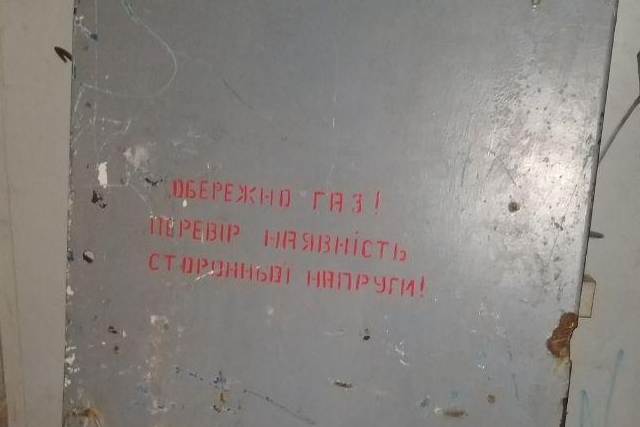 ОБЕРЕЖНО ГАЗ!
ПЕРЕВІР НАЯВНІСТЬ
СТОРОННЬОЇ НАПРУГИ!